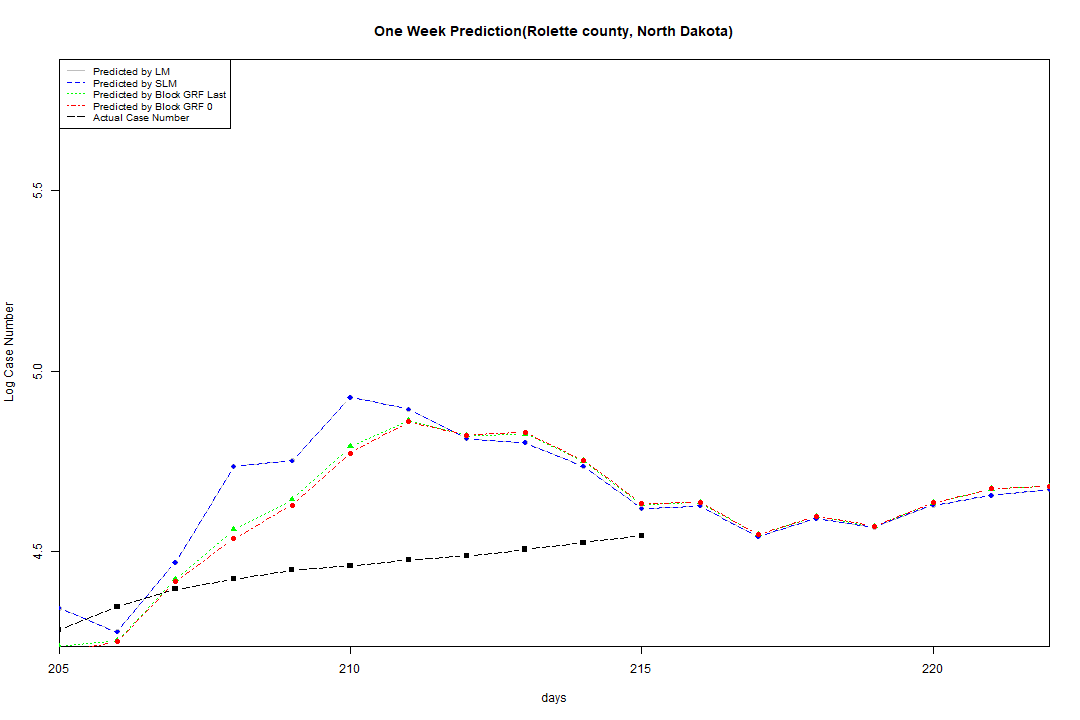 One Week Prediction(Rolette county, North Dakota)
Predicted by LM
Predicted by SLM
Predicted by Block GRF Last
Predicted by Block GRF 0
Actual Case Number
Log Case Number
5.5
5.0
4.5
205 210 215 220
days